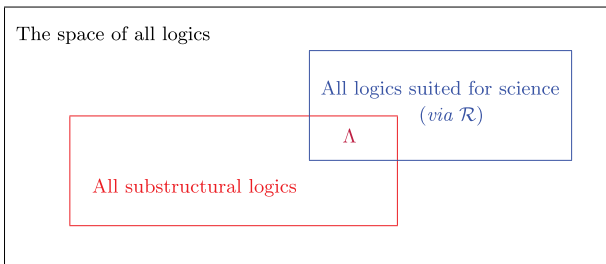 The space of all logics
All logics suited for science
(via ℛ)
Λ
All substructural logics